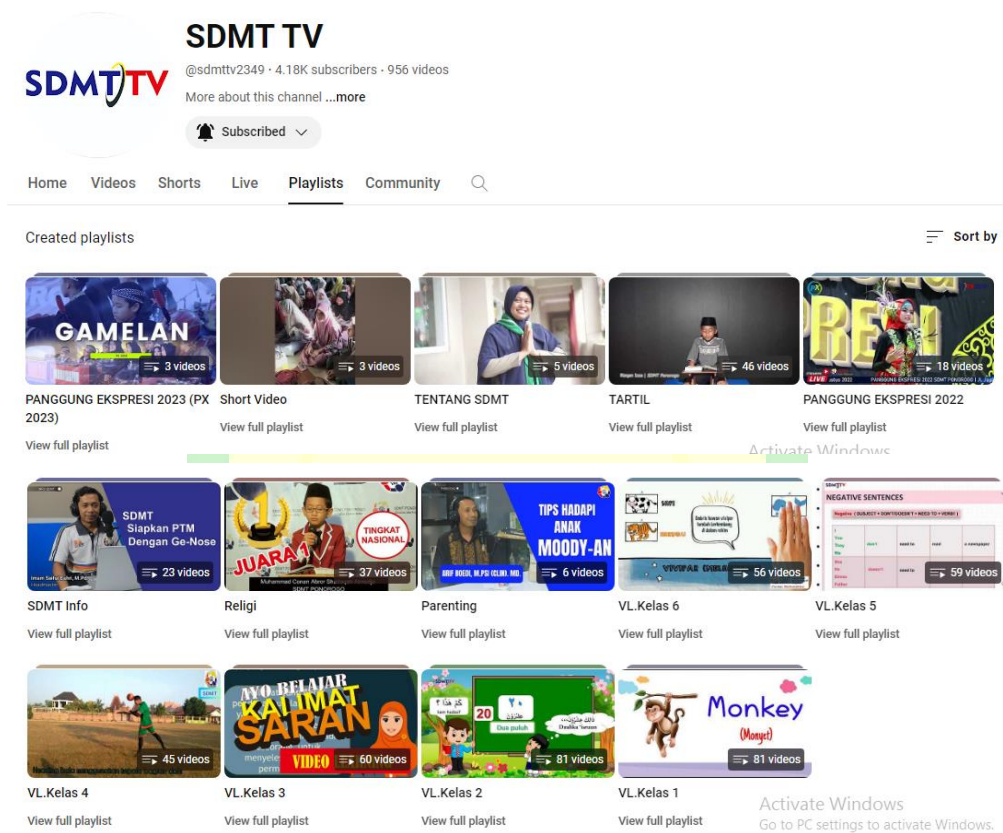 SDMT TV
SDMT TV
@sdmttv2349 · 4.18K subscribers · 956 videos
More about this channel ...more
Subscribed
Home Videos Shorts Live Playlists Community
Created playlists
Sort by
GAMELAN
3 videos
3 videos
5 videos
46 videos
18 videos
PANGGUNG EKSPRESI 2023 (PX 2023)
Short Video
TENTANG SDMT
TARTIL
PANGGUNG EKSPRESI 2022
View full playlist
View full playlist
View full playlist
View full playlist
View full playlist
Activate Windows
SDMT
Siapkan PTM
Dengan Ge-Nose
23 videos
JUARA 1
TINGKAT
NASIONAL
37 videos
TIPS HADAPI
ANAK
MOODY-AN
6 videos
56 videos
NEGATIVE SENTENCES
59 videos
SDMT Info
Religi
Parenting
VL.Kelas 6
VL.Kelas 5
View full playlist
View full playlist
View full playlist
View full playlist
View full playlist
45 videos
AYO BELAJAR
KALIMAT
SARAN
VIDEO
60 videos
20
Dua puluh
81 videos
Monkey
(Monyet)
81 videos
VL.Kelas 4
VL.Kelas 3
VL.Kelas 2
VL.Kelas 1
View full playlist
View full playlist
View full playlist
View full playlist
Activate Windows
Go to PC settings to activate Windows.